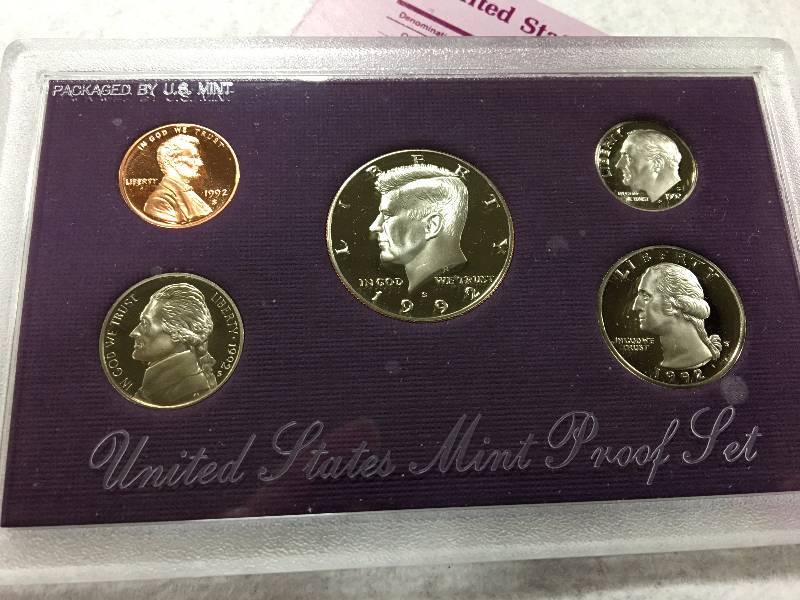 United Sta
Denominati
PACKAGED BY U.S. MINT
IN GOD WE TRUST
LIBERTY
1992
S
LIBERTY
IN GOD WE TRUST
S
1992
LIBERTY
IN GOD WE TRUST
1992
IN GOD WE TRUST
LIBERTY · 1992
S
LIBERTY
IN GOD WE
TRUST
S
1992
United States Mint Proof Set